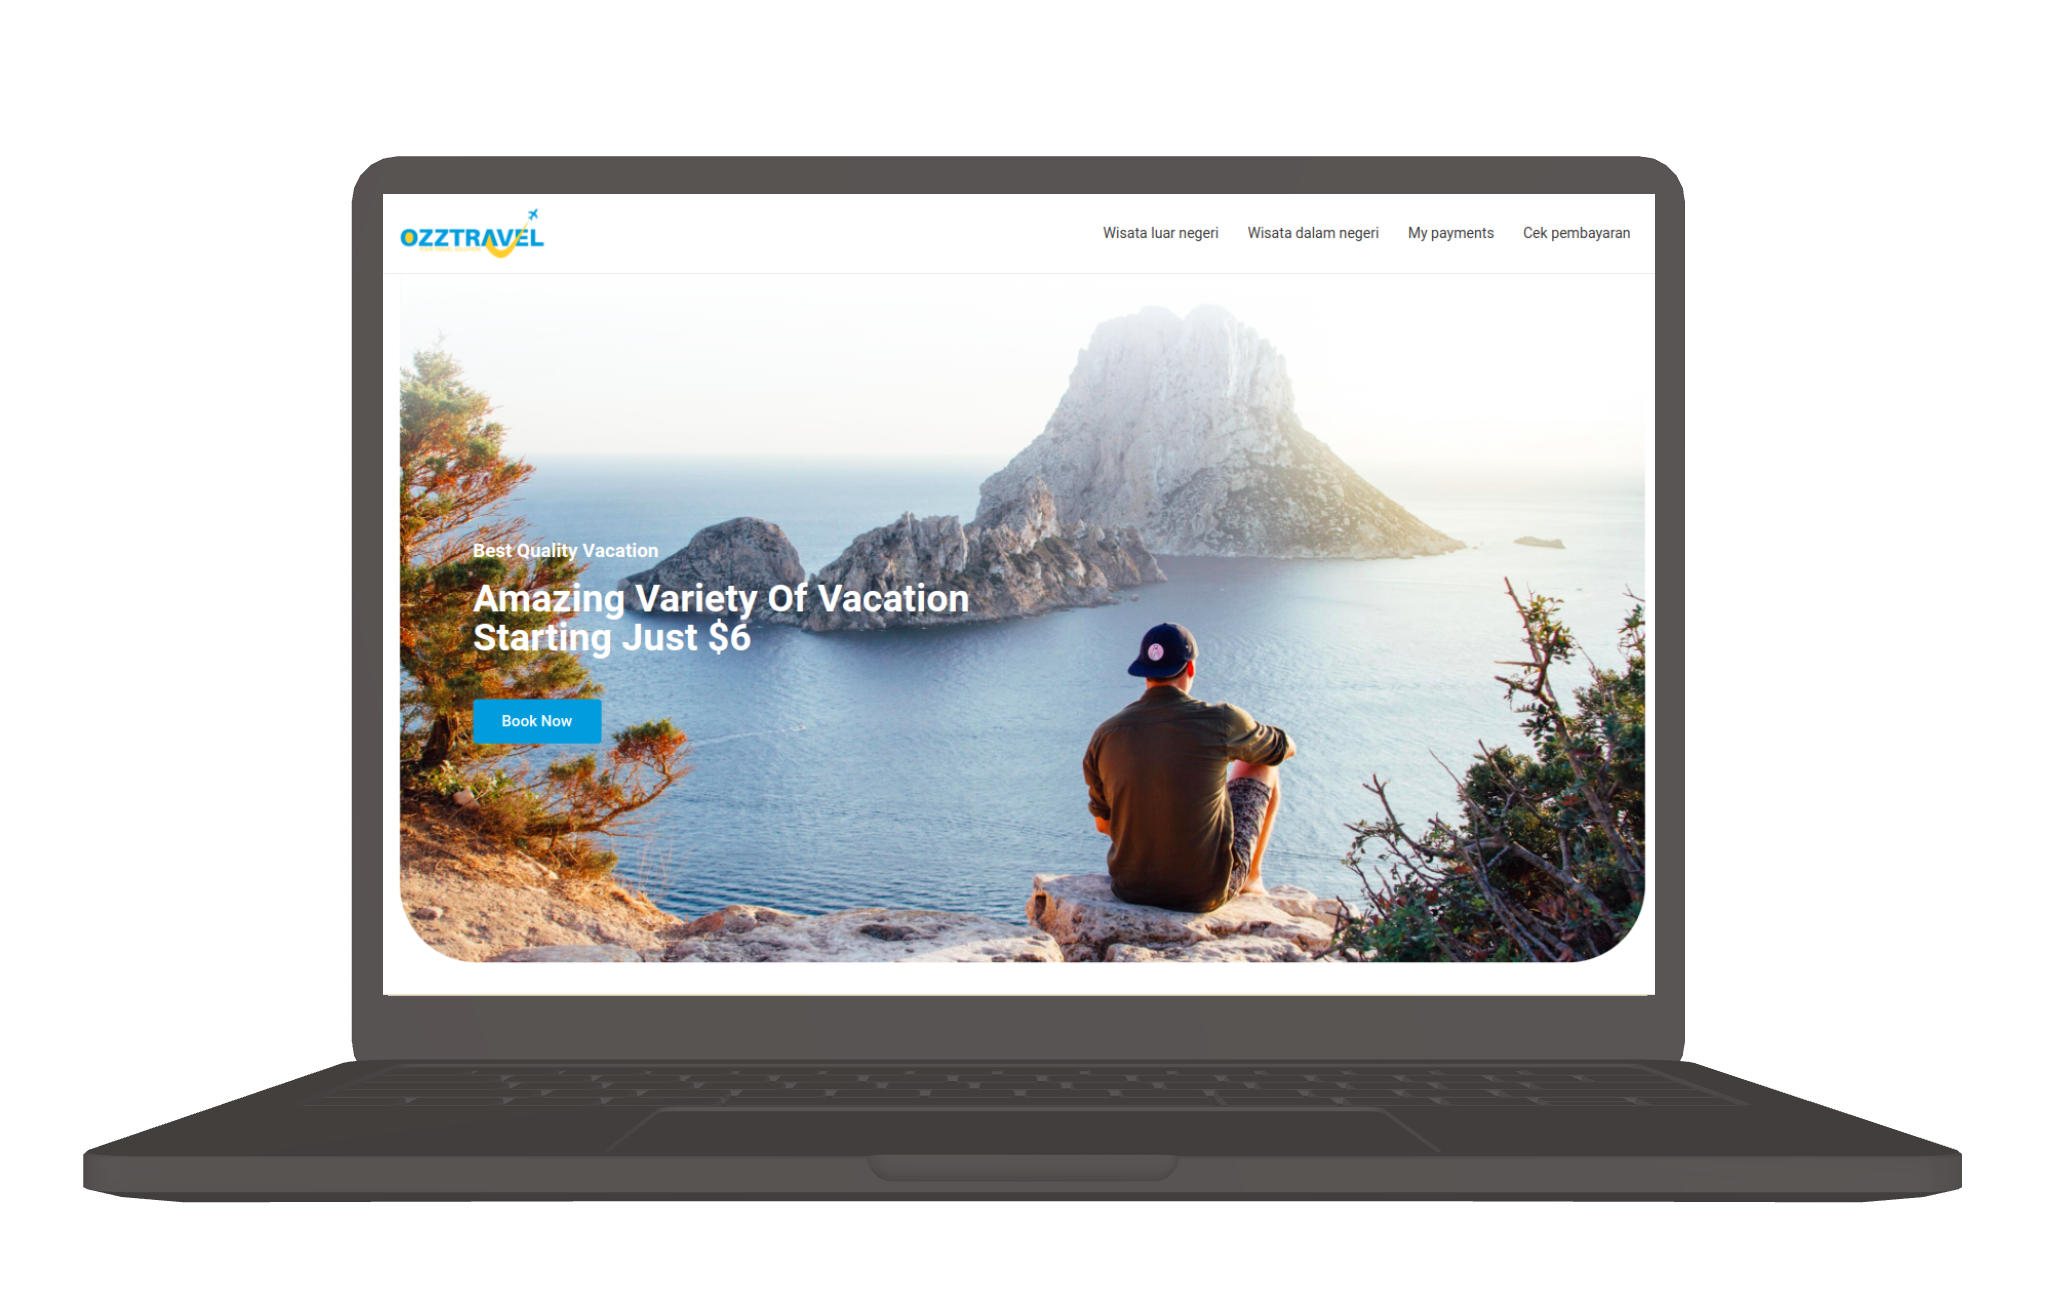 OZZTRAVEL
Wisata luar negeri
Wisata dalam negeri
My payments
Cek pembayaran
Best Quality Vacation
Amazing Variety Of Vacation
Starting Just $6
Book Now